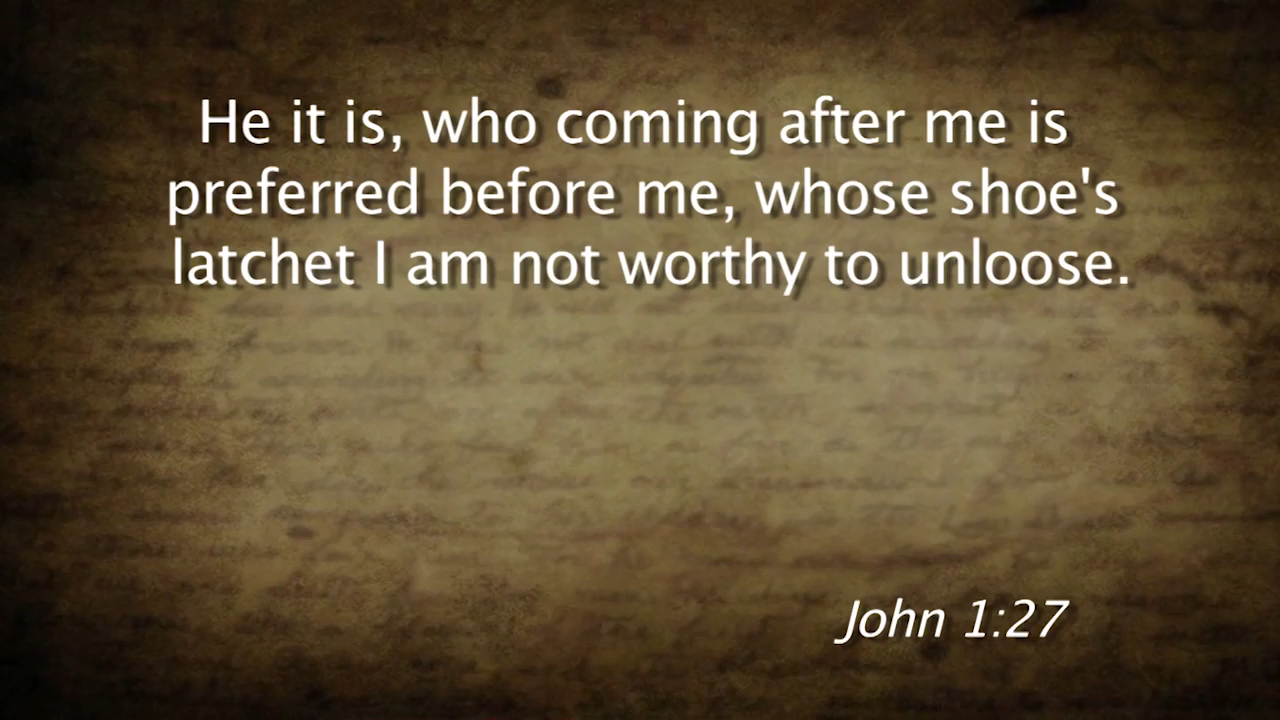 He it is, who coming after me is
preferred before me, whose shoe's
latchet I am not worthy to unloose.
John 1:27